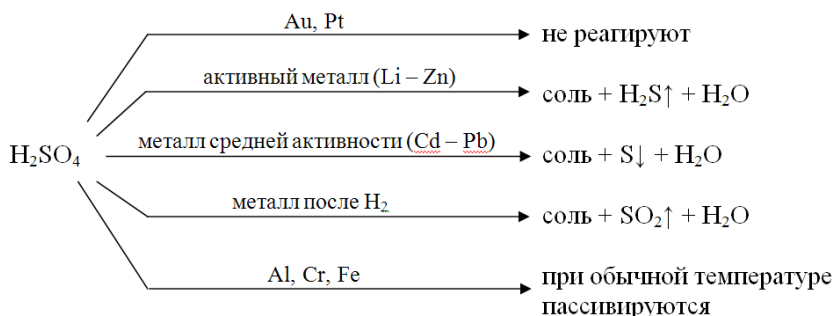 Au, Pt
не реагируют
активный металл (Li – Zn)
соль + H₂S↑ + H₂O
H₂SO₄
металл средней активности (Cd – Pb)
соль + S↓ + H₂O
металл после H₂
соль + SO₂↑ + H₂O
Al, Cr, Fe
при обычной температуре
пассивируются